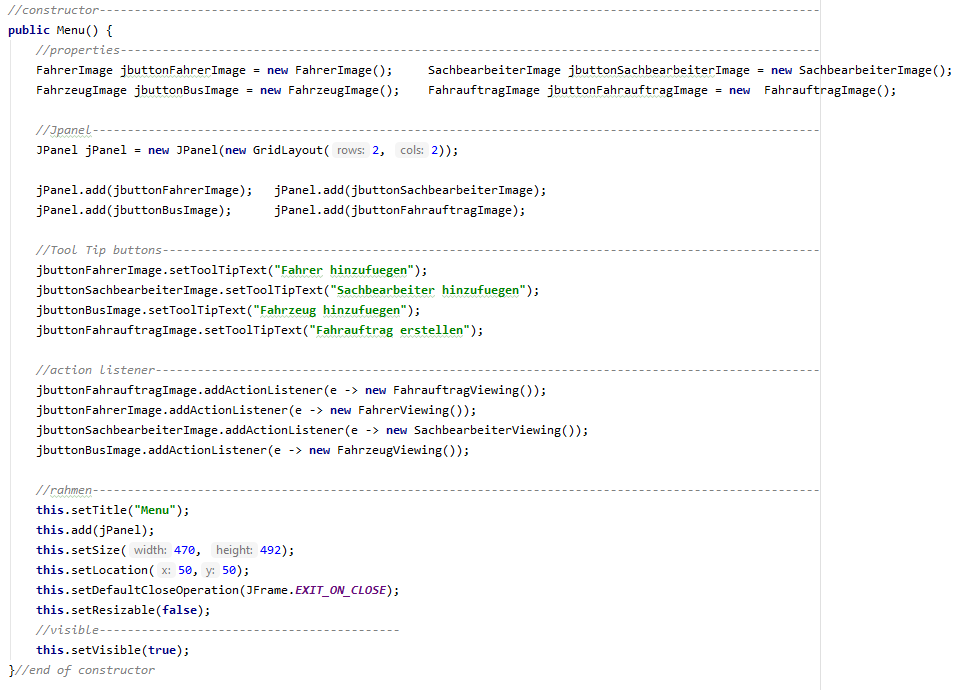 //constructor-------------------------------------------------------------------------------------------------------
public Menu() {
//properties----------------------------------------------------------------------------------------------------
FahrerImage jbuttonFahrerImage = new FahrerImage();     SachbearbeiterImage jbuttonSachbearbeiterImage = new SachbearbeiterImage();
FahrzeugImage jbuttonBusImage = new FahrzeugImage();    FahrauftragImage jbuttonFahrauftragImage = new  FahrauftragImage();
//Jpanel--------------------------------------------------------------------------------------------------------
JPanel jPanel = new JPanel(new GridLayout( rows: 2,  cols: 2));
jPanel.add(jbuttonFahrerImage);   jPanel.add(jbuttonSachbearbeiterImage);
jPanel.add(jbuttonBusImage);      jPanel.add(jbuttonFahrauftragImage);
//Tool Tip buttons----------------------------------------------------------------------------------------------
jbuttonFahrerImage.setToolTipText("Fahrer hinzufuegen");
jbuttonSachbearbeiterImage.setToolTipText("Sachbearbeiter hinzufuegen");
jbuttonBusImage.setToolTipText("Fahrzeug hinzufuegen");
jbuttonFahrauftragImage.setToolTipText("Fahrauftrag erstellen");
//action listener-----------------------------------------------------------------------------------------------
jbuttonFahrauftragImage.addActionListener(e -> new FahrauftragViewing());
jbuttonFahrerImage.addActionListener(e -> new FahrerViewing());
jbuttonSachbearbeiterImage.addActionListener(e -> new SachbearbeiterViewing());
jbuttonBusImage.addActionListener(e -> new FahrzeugViewing());
//rahmen--------------------------------------------------------------------------------------------------------
this.setTitle("Menu");
this.add(jPanel);
this.setSize( width: 470,  height: 492);
this.setLocation( x: 50, y: 50);
this.setDefaultCloseOperation(JFrame.EXIT_ON_CLOSE);
this.setResizable(false);
//visible-------------------------------------------
this.setVisible(true);
}//end of constructor